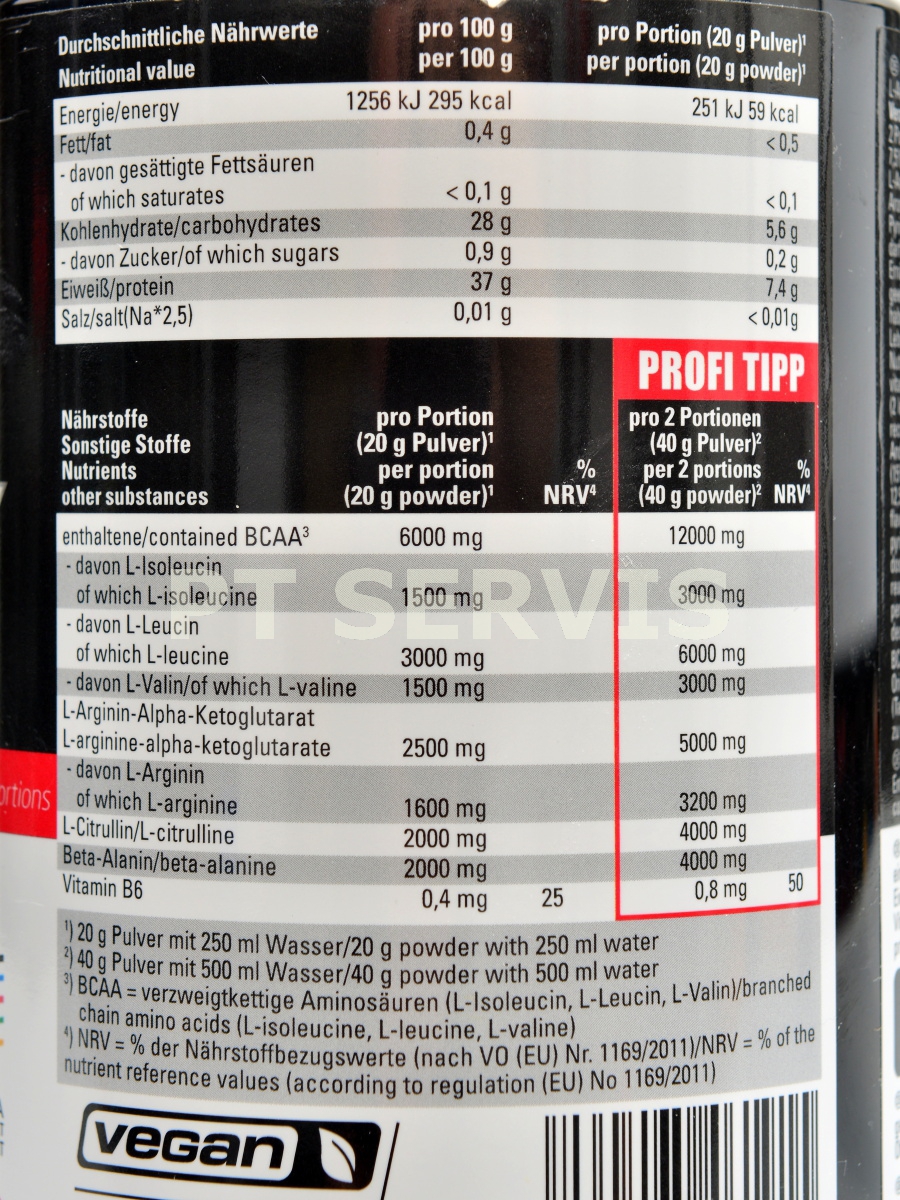 Durchschnittliche Nährwerte pro 100 g pro Portion (20 g Pulver)¹
Nutritional value per 100 g per portion (20 g powder)¹
Energie/energy 1256 kJ 295 kcal 251 kJ 59 kcal
Fett/fat 0,4 g <0,5
- davon gesättigte Fettsäuren
of which saturates < 0,1 g <0,1
Kohlenhydrate/carbohydrates 28 g 5,6 g
- davon Zucker/of which sugars 0,9 g 0,2 g
Eiweiß/protein 37 g 7,4 g
Salz/salt(Na*2,5) 0,01 g <0,01g
PROFI TIPP
Nährstoffe pro Portion pro 2 Portionen
Sonstige Stoffe (20 g Pulver)¹ (40 g Pulver)²
Nutrients per portion % per 2 portions %
other substances (20 g powder)¹ NRV⁴ (40 g powder)² NRV⁴
enthaltene/contained BCAA³ 6000 mg 12000 mg
- davon L-Isoleucin
of which L-isoleucine 1500 mg 3000 mg
PT SERVIS
- davon L-Leucin
of which L-leucine 3000 mg 6000 mg
- davon L-Valin/of which L-valine 1500 mg 3000 mg
L-Arginin-Alpha-Ketoglutarat
L-arginine-alpha-ketoglutarate 2500 mg 5000 mg
- davon L-Arginin
of which L-arginine 1600 mg 3200 mg
L-Citrullin/L-citrulline 2000 mg 4000 mg
Beta-Alanin/beta-alanine 2000 mg 4000 mg
Vitamin B6 0,4 mg 25 0,8 mg 50
ortions
¹) 20 g Pulver mit 250 ml Wasser/20 g powder with 250 ml water
²) 40 g Pulver mit 500 ml Wasser/40 g powder with 500 ml water
³) BCAA = verzweigtkettige Aminosäuren (L-Isoleucin, L-Leucin, L-Valin)/branched
chain amino acids (L-isoleucine, L-leucine, L-valine)
⁴) NRV = % der Nährstoffbezugswerte (nach VO (EU) Nr. 1169/2011)/NRV = % of the
nutrient reference values (according to regulation (EU) No 1169/2011)
vegan